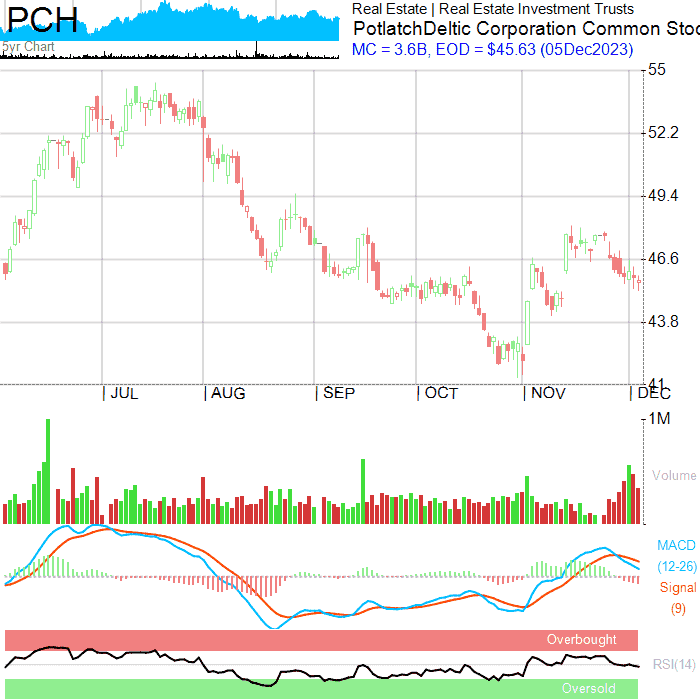 PCH
Real Estate | Real Estate Investment Trusts
PotlatchDeltic Corporation Common Stoc
MC = 3.6B, EOD = $45.63 (05Dec2023)
5yr Chart
55
52.2
49.4
46.6
43.8
41
JUL
AUG
SEP
OCT
NOV
DEC
1M
Volume
MACD
(12-26)
Signal
(9)
Overbought
RSI(14)
Oversold